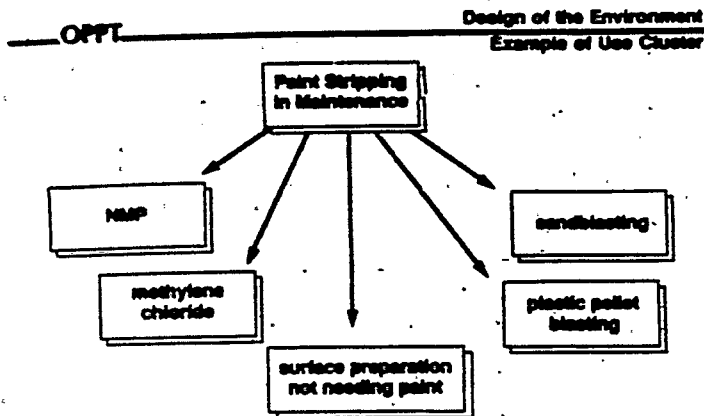 OPPT
Design of the Environment
Example of Use Cluster
Paint Stripping
in Maintenance
NMP
sandblasting
methylene
chloride
plastic pellet
blasting
surface preparation
not needing paint